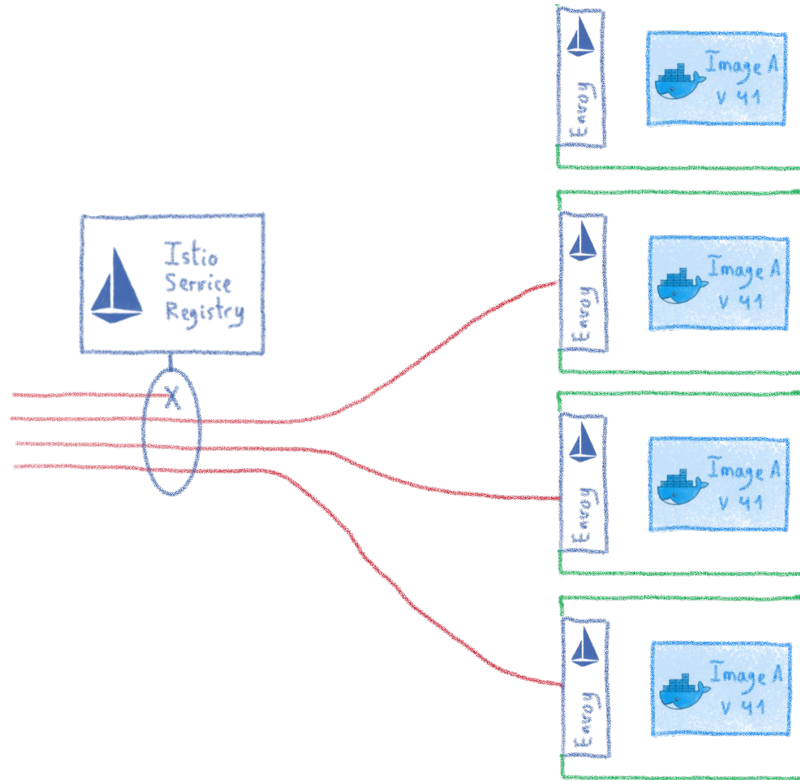 Envoy
Image A
v 41
Istio
Service
Registry
X
Envoy
Image A
v 41
Envoy
Image A
v 41
Envoy
Image A
v 41